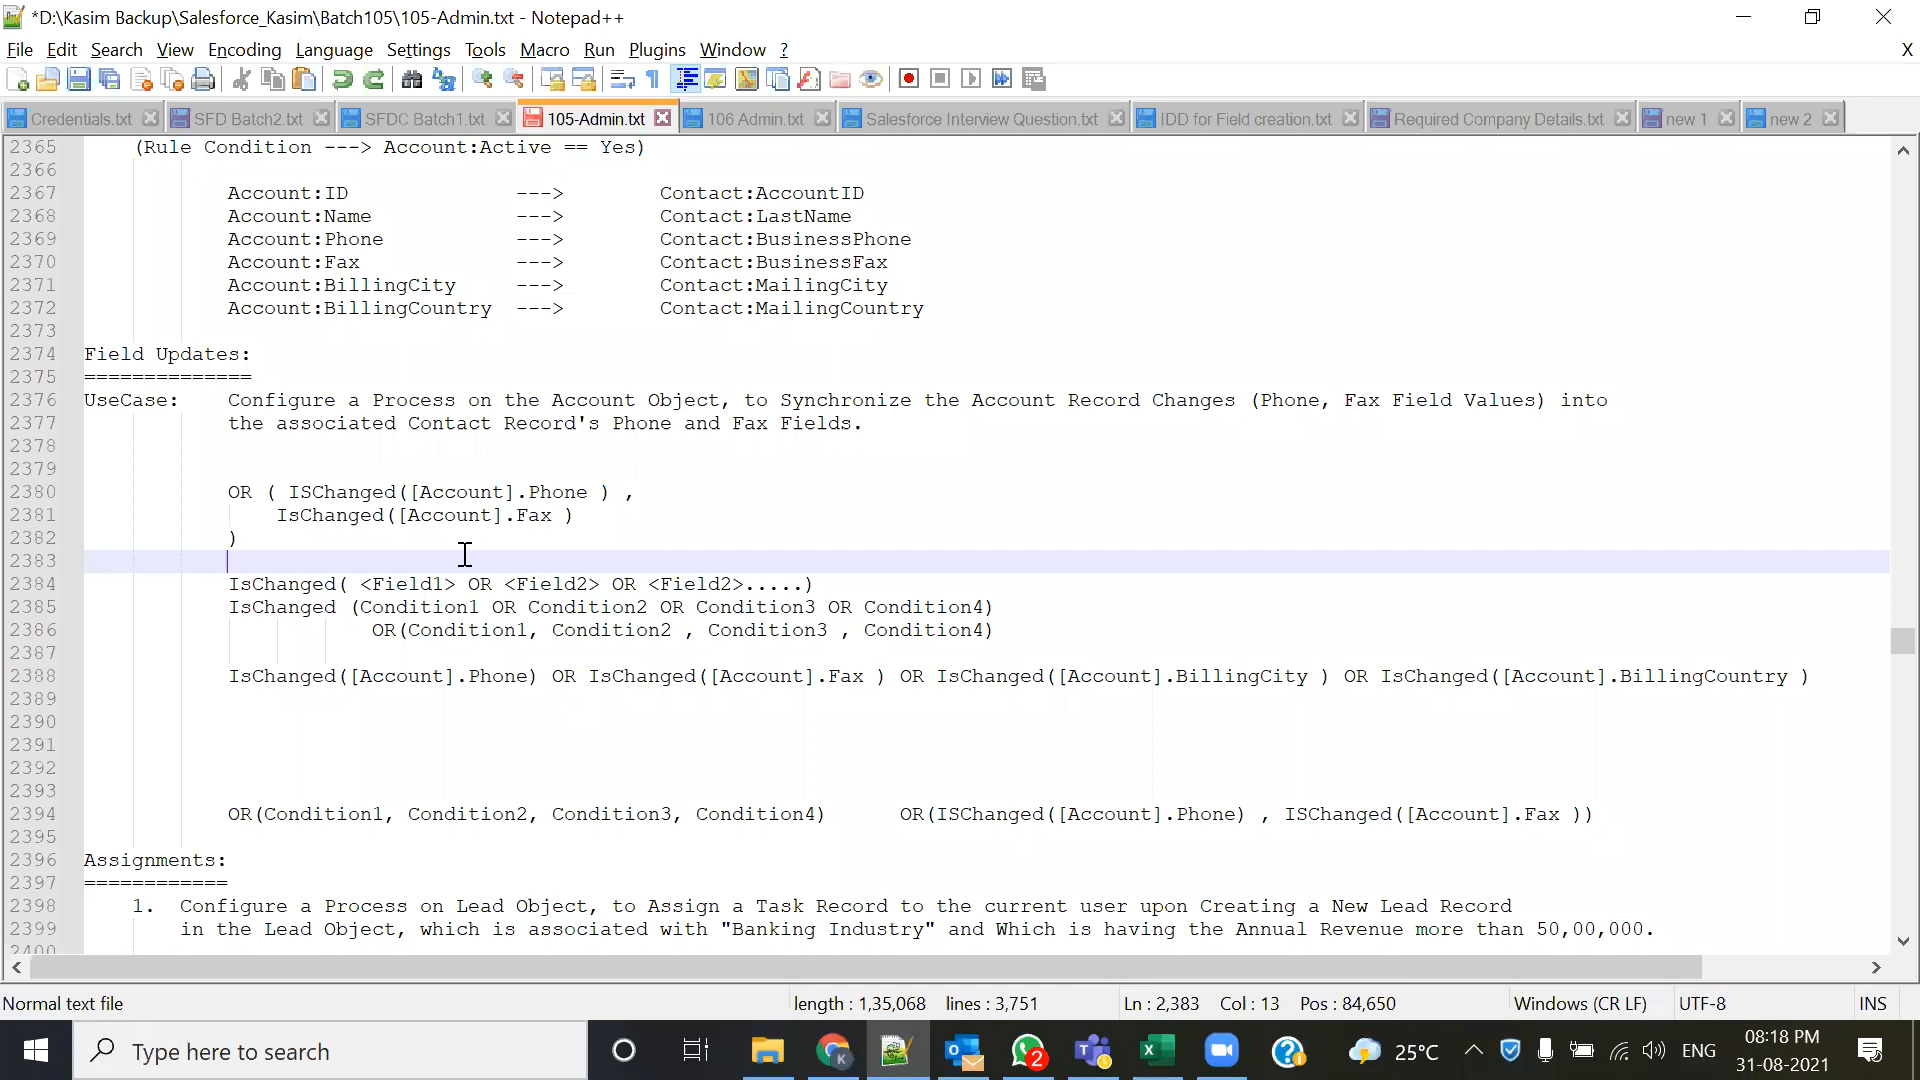 *D:\Kasim Backup\Salesforce_Kasim\Batch105\105-Admin.txt - Notepad++
File Edit Search View Encoding Language Settings Tools Macro Run Plugins Window ? X
Credentials.txt SFD Batch2.txt SFDC Batch1.txt 105-Admin.txt 106 Admin.txt Salesforce Interview Question.txt IDD for Field creation.txt Required Company Details.txt new 1 new 2
2365 (Rule Condition ---> Account:Active == Yes)
2366
2367 Account:ID ---> Contact:AccountID
2368 Account:Name ---> Contact:LastName
2369 Account:Phone ---> Contact:BusinessPhone
2370 Account:Fax ---> Contact:BusinessFax
2371 Account:BillingCity ---> Contact:MailingCity
2372 Account:BillingCountry ---> Contact:MailingCountry
2373
2374 Field Updates:
2375 ==============
2376 UseCase: Configure a Process on the Account Object, to Synchronize the Account Record Changes (Phone, Fax Field Values) into
2377 the associated Contact Record's Phone and Fax Fields.
2378
2379
2380 OR ( ISChanged([Account].Phone ) ,
2381 IsChanged([Account].Fax )
2382 )
2383
2384 IsChanged( <Field1> OR <Field2> OR <Field2>.....)
2385 IsChanged (Condition1 OR Condition2 OR Condition3 OR Condition4)
2386 OR(Condition1, Condition2 , Condition3 , Condition4)
2387
2388 IsChanged([Account].Phone) OR IsChanged([Account].Fax ) OR IsChanged([Account].BillingCity ) OR IsChanged([Account].BillingCountry )
2389
2390
2391
2392
2393
2394 OR(Condition1, Condition2, Condition3, Condition4) OR(ISChanged([Account].Phone) , ISChanged([Account].Fax ))
2395
2396 Assignments:
2397 ============
2398 1. Configure a Process on Lead Object, to Assign a Task Record to the current user upon Creating a New Lead Record
2399 in the Lead Object, which is associated with "Banking Industry" and Which is having the Annual Revenue more than 50,00,000.
2400
Normal text file length : 1,35,068 lines : 3,751 Ln : 2,383 Col : 13 Pos : 84,650 Windows (CR LF) UTF-8 INS
Type here to search K 2 25°C ENG 08:18 PM
31-08-2021